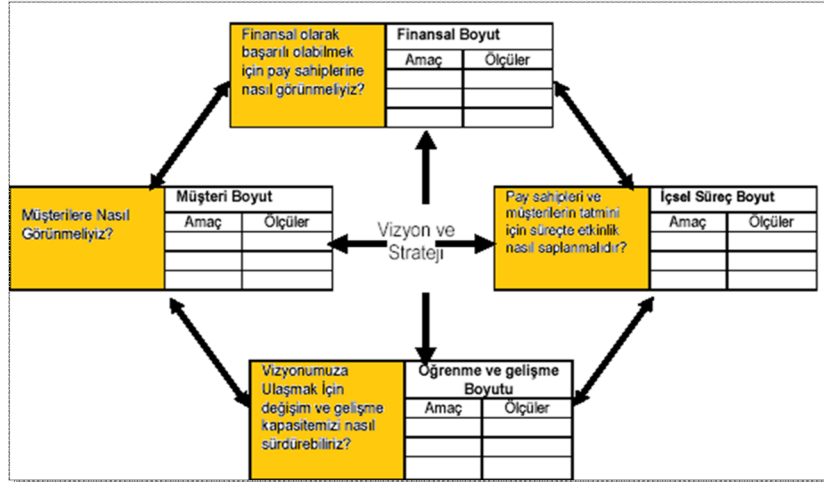 Finansal olarak
başarılı olabilmek
için pay sahiplerine
nasıl görünmeliyiz?
Finansal Boyut
Amaç Ölçüler
Müşterilere Nasıl
Görünmeliyiz?
Müşteri Boyut
Amaç Ölçüler
Vizyon ve
Strateji
Pay sahipleri ve
müşterilerin tatmini
için süreçte etkinlik
nasıl saplanmalıdır?
İçsel Süreç Boyut
Amaç Ölçüler
Vizyonumuza
Ulaşmak İçin
değişim ve gelişme
kapasitemizi nasıl
sürdürebiliriz?
Öğrenme ve gelişme
Boyutu
Amaç Ölçüler